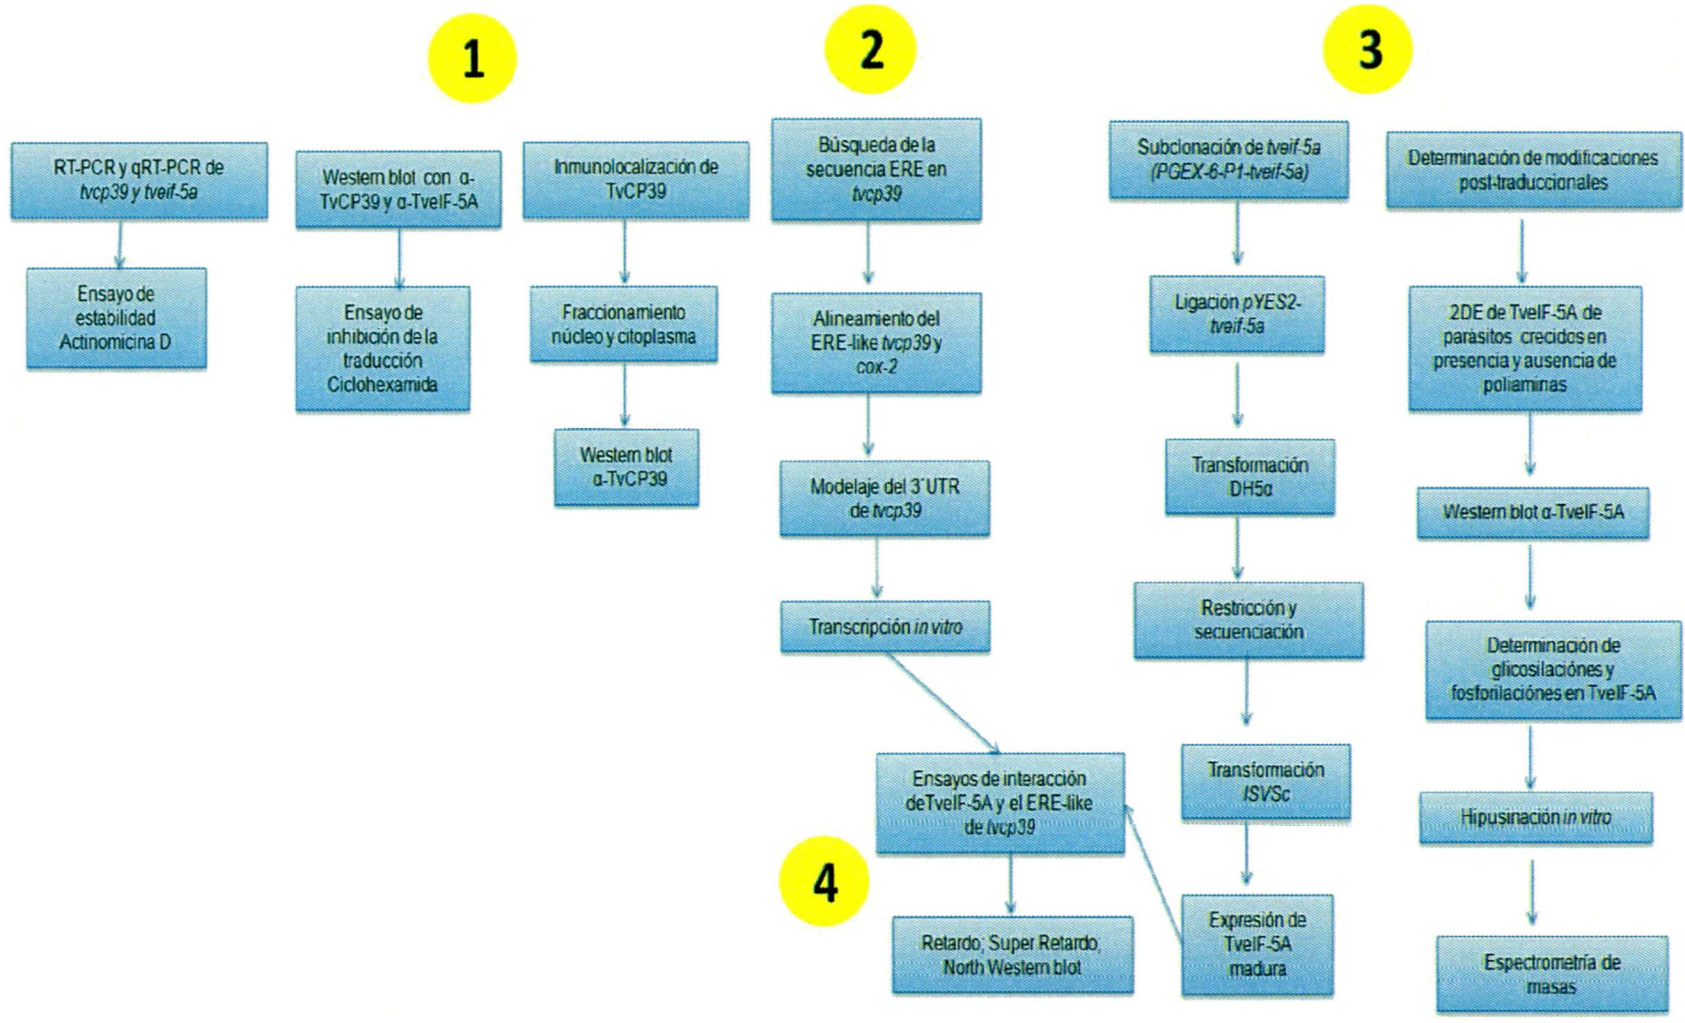 1
RT-PCR y qRT-PCR de
tvcp39 y tveif-5a
Ensayo de
estabilidad
Actinomicina D
Western blot con α-
TvCP39 y α-TveIF-5A
Ensayo de
inhibición de la
traducción
Ciclohexamida
Inmunolocalización de
TvCP39
Fraccionamiento
núcleo y citoplasma
Western blot
α-TvCP39
2
Búsqueda de la
secuencia ERE en
tvcp39
Alineamiento del
ERE-like tvcp39 y
cox-2
Modelaje del 3´UTR
de tvcp39
Transcripción in vitro
3
Subclonación de tveif-5a
(PGEX-6-P1-tveif-5a)
Ligación pYES2-
tveif-5a
Transformación
DH5α
Restricción y
secuenciación
Transformación
ISVSc
Expresión de
TveIF-5A
madura
Determinación de modificaciones
post-traduccionales
2DE de TveIF-5A de
parásitos crecidos en
presencia y ausencia de
poliaminas
Western blot α-TveIF-5A
Determinación de
glicosilaciónes y
fosforilaciónes en TveIF-5A
Hipusinación in vitro
Espectrometría de
masas
4
Ensayos de interacción
deTveIF-5A y el ERE-like
de tvcp39
Retardo; Super Retardo,
North Western blot